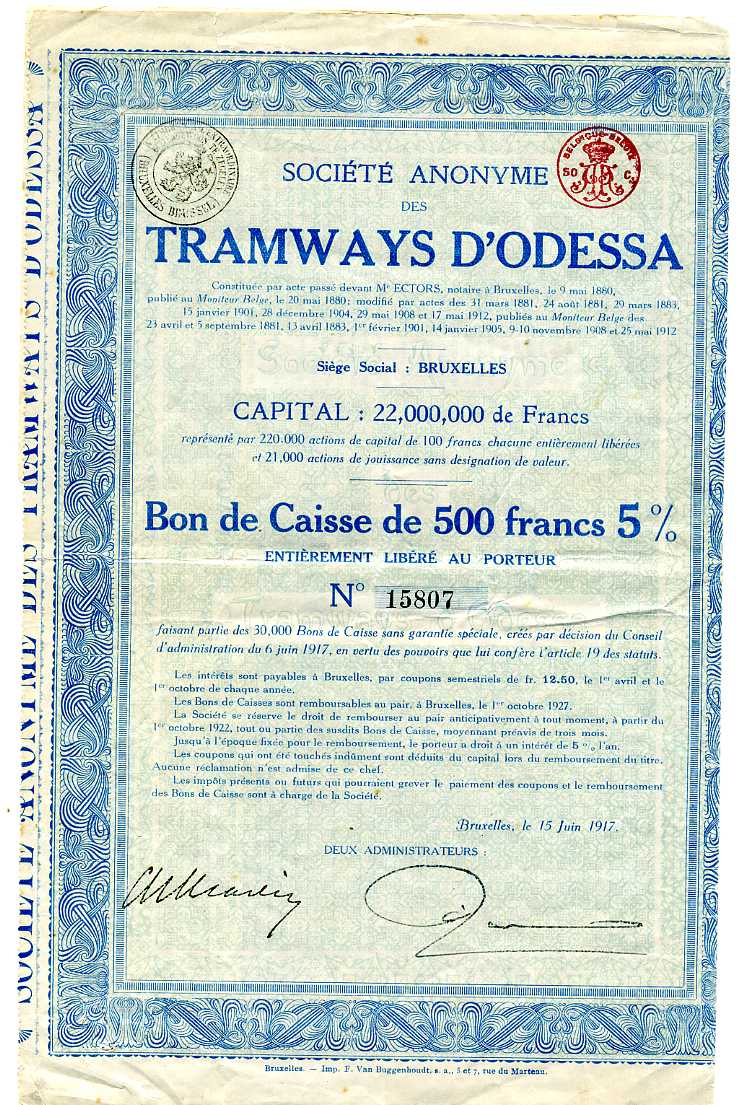 SOCIÉTÉ ANONYME DES TRAMWAYS D'ODESSA
BRUXELLES BRUSSEL
BELGIQUE-BELGIË
50 C.
SOCIÉTÉ ANONYME
DES
TRAMWAYS D'ODESSA
Constituée par acte passé devant Me ECTORS, notaire à Bruxelles, le 9 mai 1880,
publié au Moniteur Belge, le 20 mai 1880; modifié par actes des 31 mars 1881, 24 août 1881, 29 mars 1883,
15 janvier 1901, 28 décembre 1904, 29 mai 1908 et 17 mai 1912, publiés au Moniteur Belge des
23 avril et 5 septembre 1881, 13 avril 1883, 1er février 1901, 14 janvier 1905, 9-10 novembre 1908 et 25 mai 1912
Société Anonyme
Siège Social : BRUXELLES
CAPITAL : 22,000,000 de Francs
représenté par 220.000 actions de capital de 100 francs chacune entièrement libérées
et 21,000 actions de jouissance sans designation de valeur.
des
Bon de Caisse de 500 francs 5 %
ENTIÈREMENT LIBÉRÉ AU PORTEUR
No 15807
faisant partie des 30,000 Bons de Caisse sans garantie spéciale, créés par décision du Conseil
d'administration du 6 juin 1917, en vertu des pouvoirs que lui confère l'article 19 des statuts.
Les intérêts sont payables à Bruxelles, par coupons semestriels de fr. 12.50, le 1er avril et le
1er octobre de chaque année.
Les Bons de Caisses sont remboursables au pair, à Bruxelles, le 1er octobre 1927.
La Société se réserve le droit de rembourser au pair anticipativement à tout moment, à partir du
1er octobre 1922, tout ou partie des susdits Bons de Caisse, moyennant préavis de trois mois.
Jusqu'à l'époque fixée pour le remboursement, le porteur a droit à un intérêt de 5 % l'an.
Les coupons qui ont été touchés indûment sont déduits du capital lors du remboursement du titre.
Aucune réclamation n'est admise de ce chef.
Les impôts présents ou futurs qui pourraient grever le paiement des coupons et le remboursement
des Bons de Caisse sont à charge de la Société.
Bruxelles, le 15 Juin 1917.
DEUX ADMINISTRATEURS :
Bruxelles. — Imp. F. Van Buggenhoudt, s. a., 5 et 7, rue du Marteau.